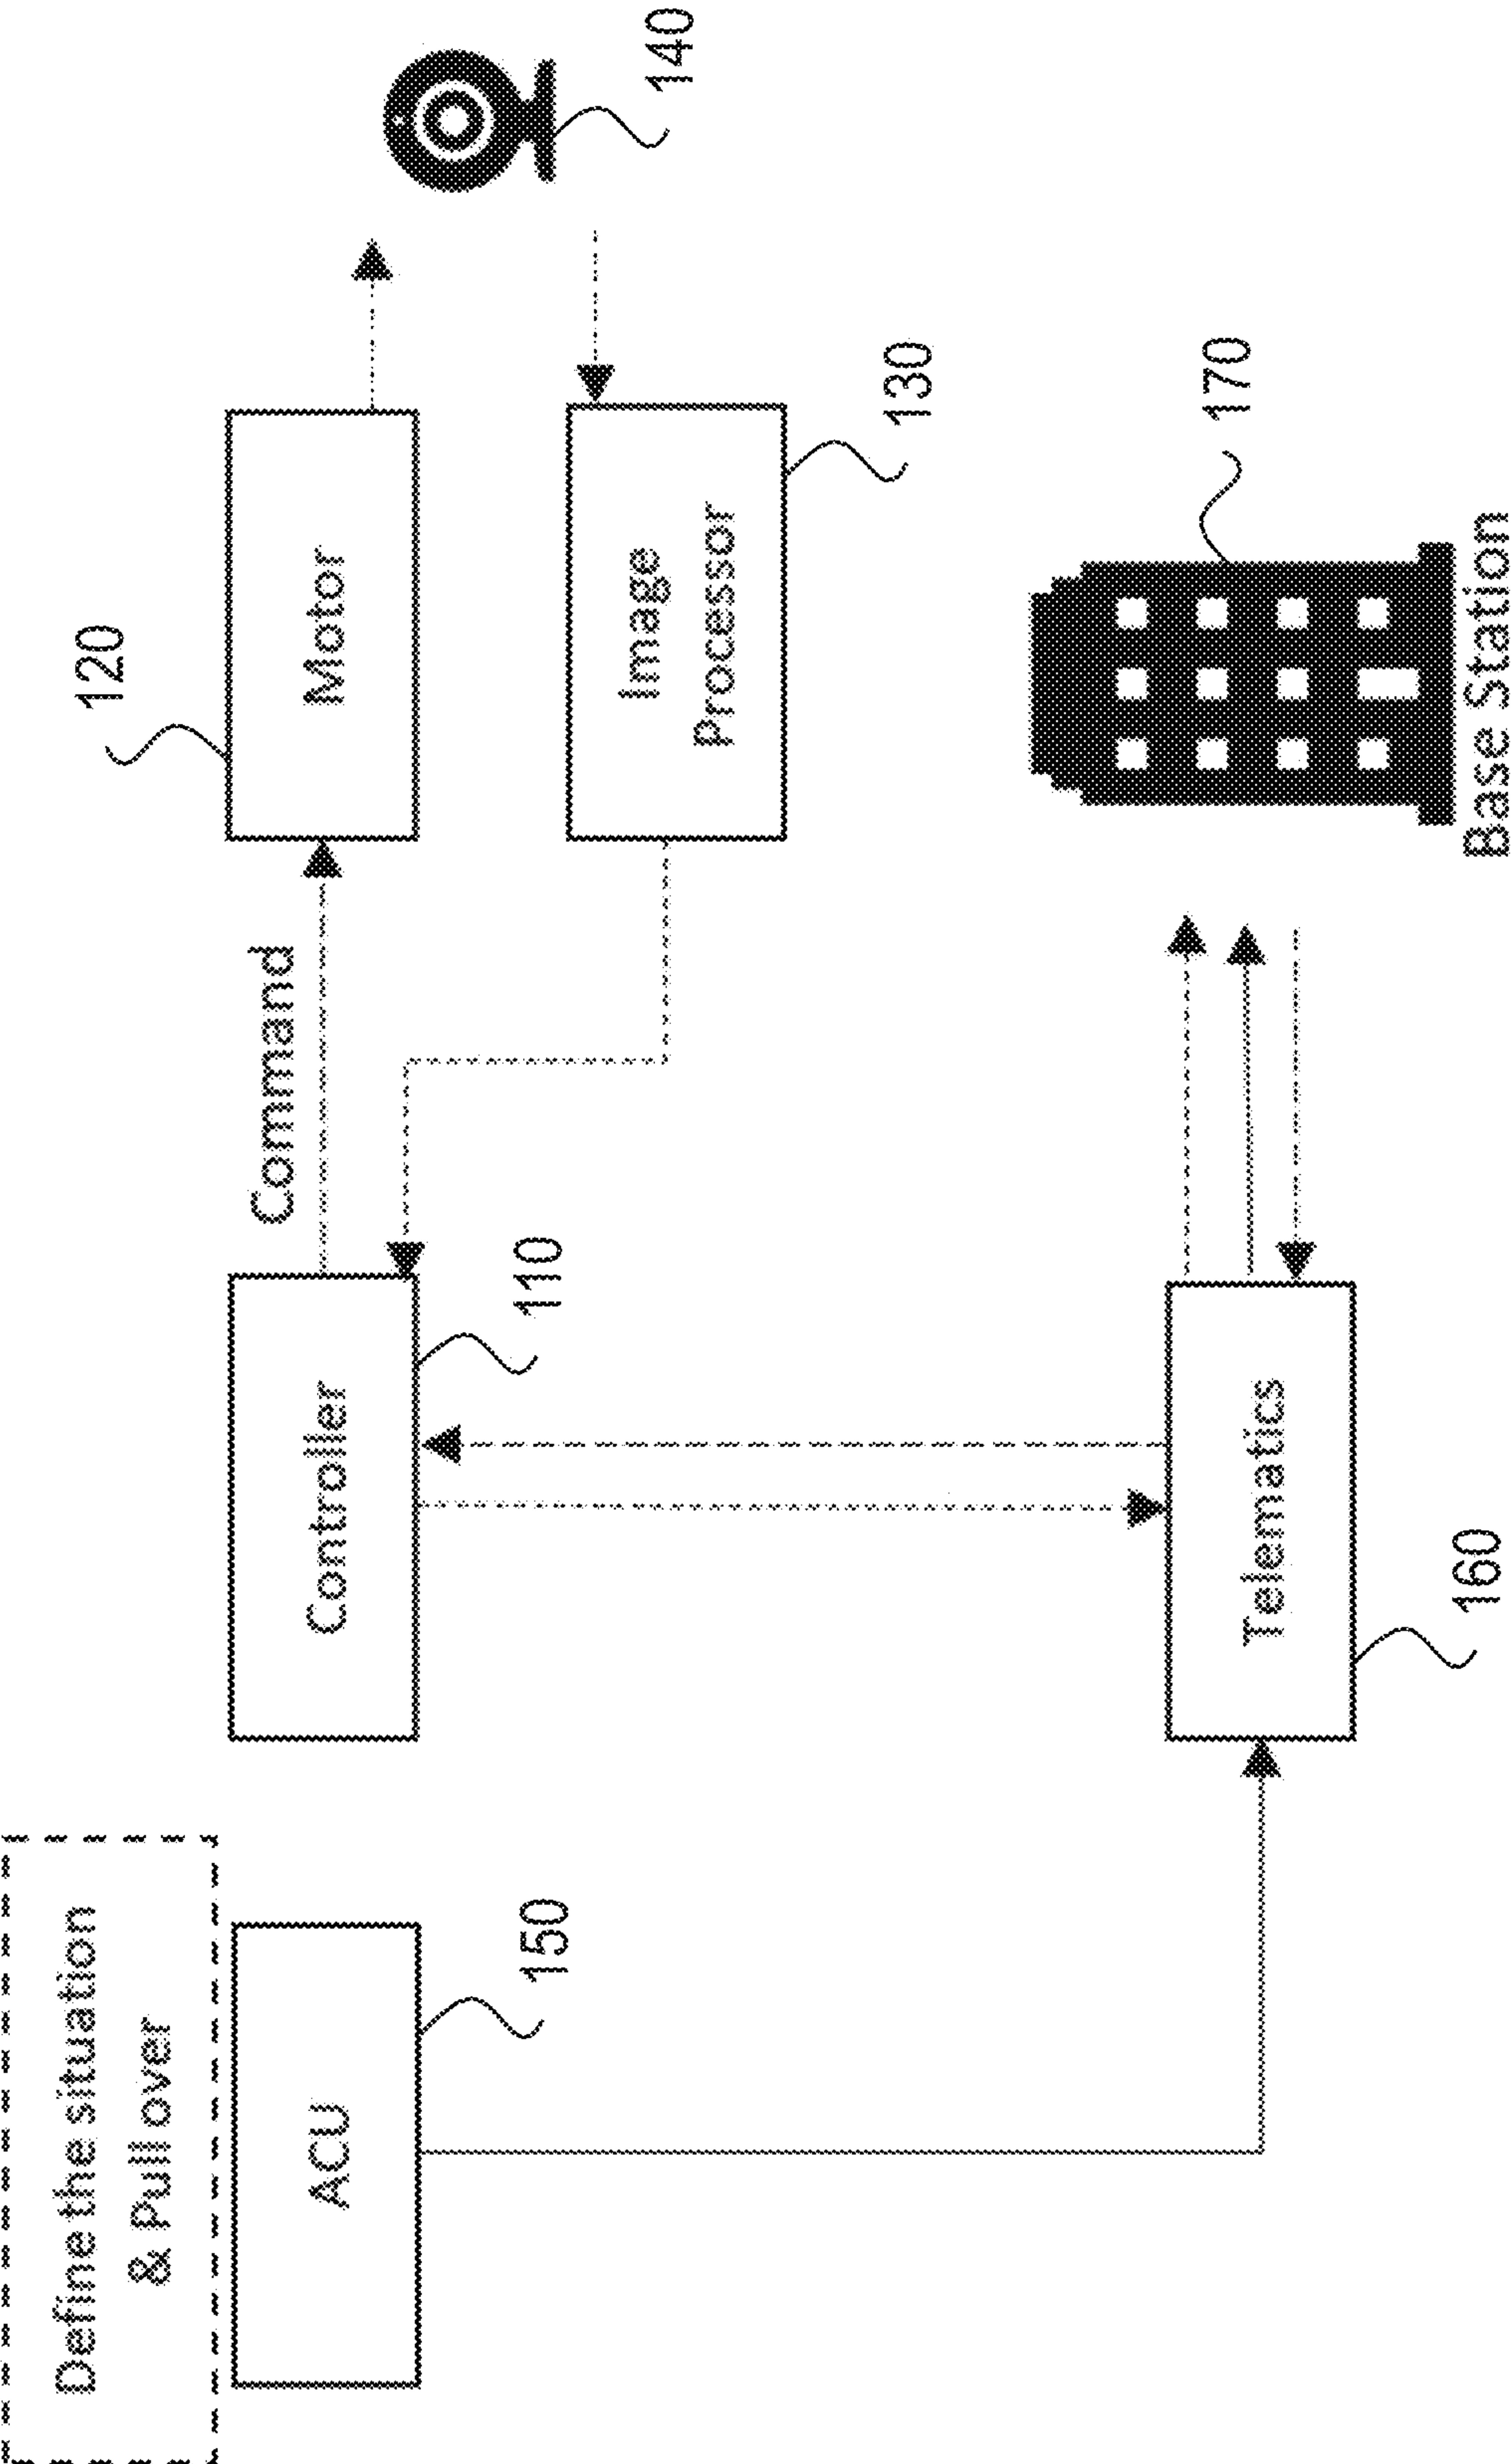 Define the situation
& Pull over
ACU
150
Controller
110
Command
120
Motor
Image
Processor
130
140
Telematics
160
170
Base Station